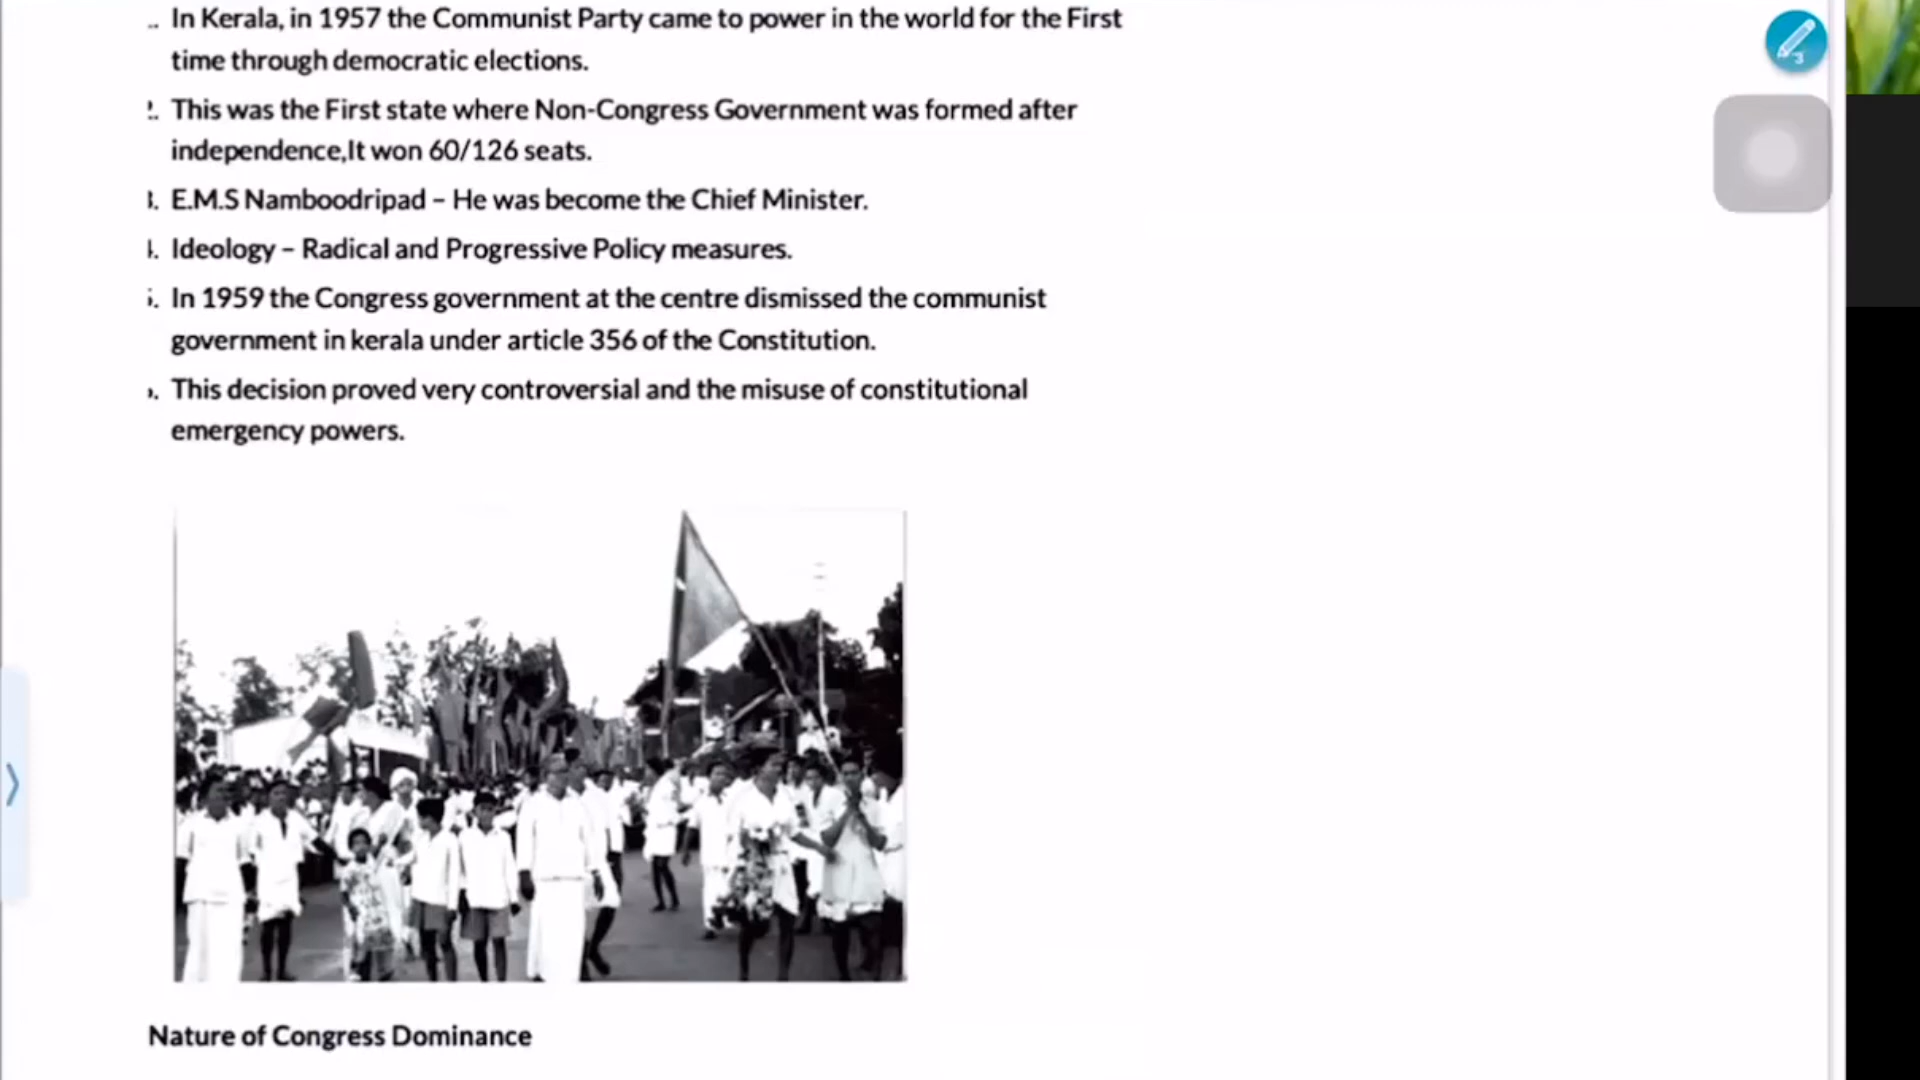 In Kerala, in 1957 the Communist Party came to power in the world for the First
time through democratic elections.
This was the First state where Non-Congress Government was formed after
independence,It won 60/126 seats.
E.M.S Namboodripad – He was become the Chief Minister.
Ideology – Radical and Progressive Policy measures.
In 1959 the Congress government at the centre dismissed the communist
government in kerala under article 356 of the Constitution.
This decision proved very controversial and the misuse of constitutional
emergency powers.
3
Nature of Congress Dominance